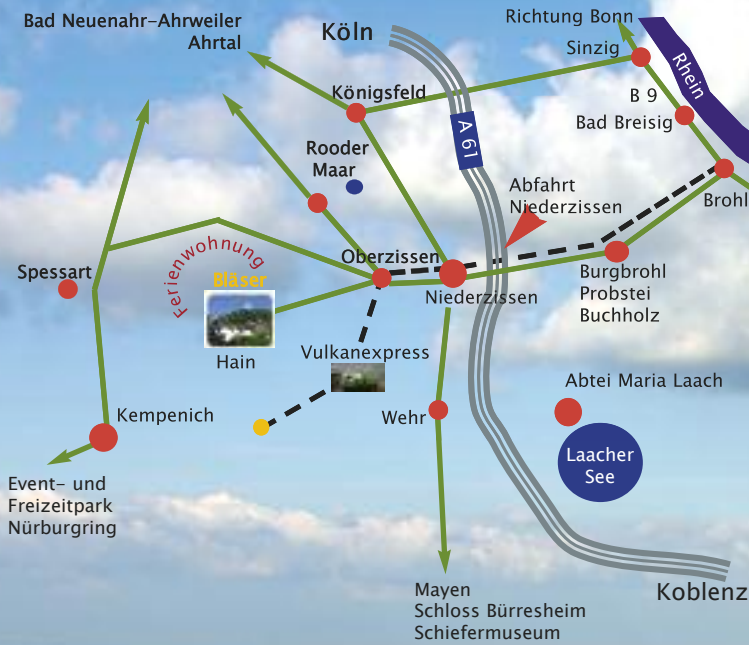 Bad Neuenahr-Ahrweiler
Ahrtal
Köln
Richtung Bonn
Sinzig
Rhein
B 9
Bad Breisig
Königsfeld
A 61
Rooder
Maar
Abfahrt
Niederzissen
Brohl
Ferienwohnung
Bläser
Hain
Spessart
Oberzissen
Niederzissen
Burgbrohl
Probstei
Buchholz
Vulkanexpress
Abtei Maria Laach
Kempenich
Wehr
Laacher
See
Event- und
Freizeitpark
Nürburgring
Mayen
Schloss Bürresheim
Schiefermuseum
Koblenz